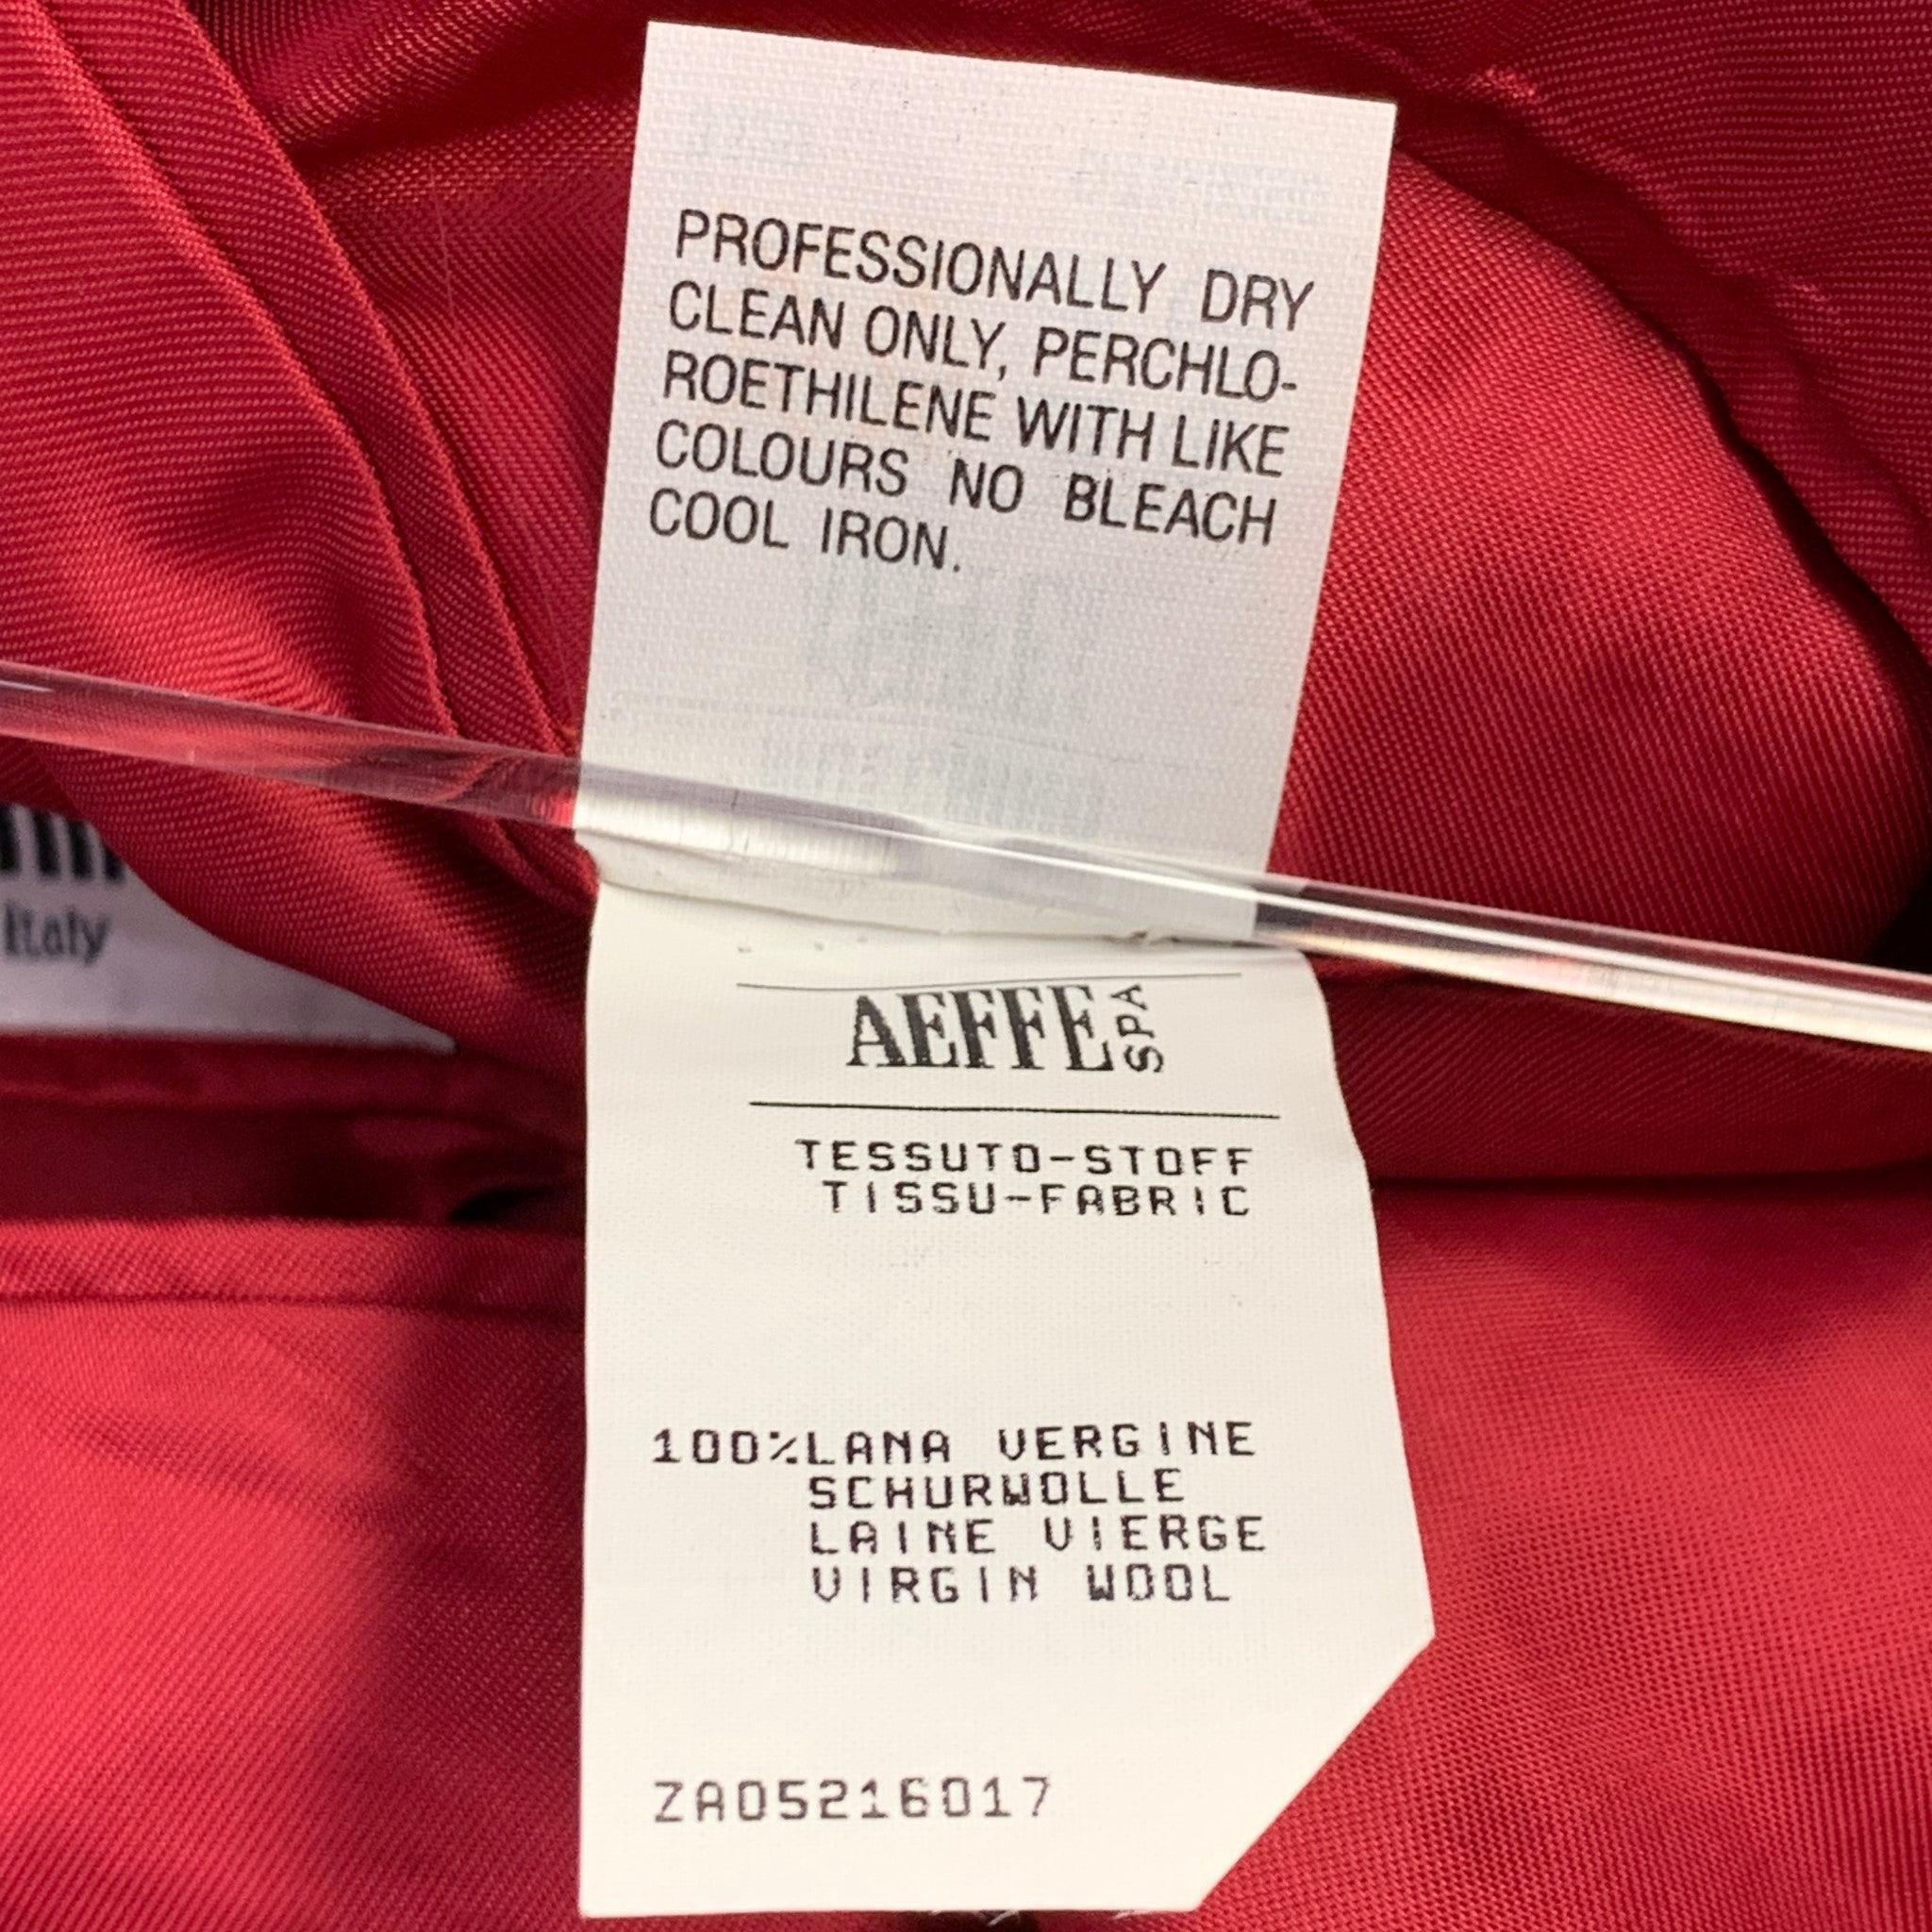 PROFESSIONALLY DRY
CLEAN ONLY, PERCHLO-
ROETHILENE WITH LIKE
COLOURS NO BLEACH
COOL IRON.
Italy
AEFFE SPA
TESSUTO-STOFF
TISSU-FABRIC
100%LANA VERGINE
SCHURWOLLE
LAINE VIERGE
VIRGIN WOOL
ZA05216017